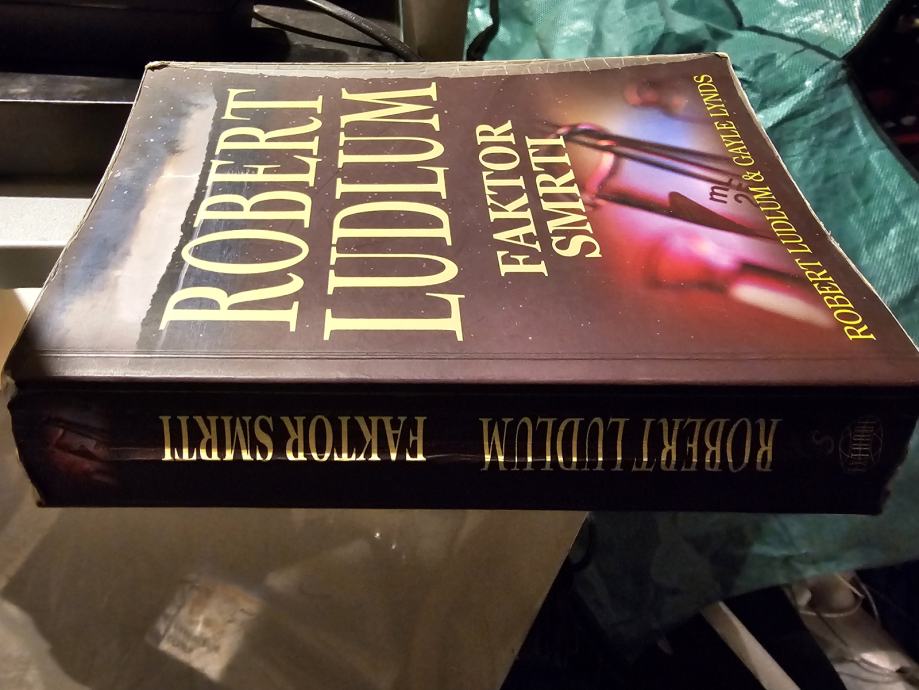 ROBERT
LUDLUM
FAKTOR
SMRTI
ROBERT LUDLUM & GAYLE LYNDS
ROBERT LUDLUM
FAKTOR SMRTI